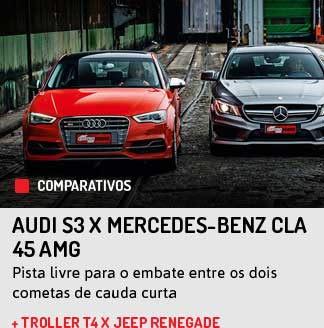 COMPARATIVOS
AUDI S3 X MERCEDES-BENZ CLA
45 AMG
Pista livre para o embate entre os dois
cometas de cauda curta
+ TROLLER T4 X JEEP RENEGADE